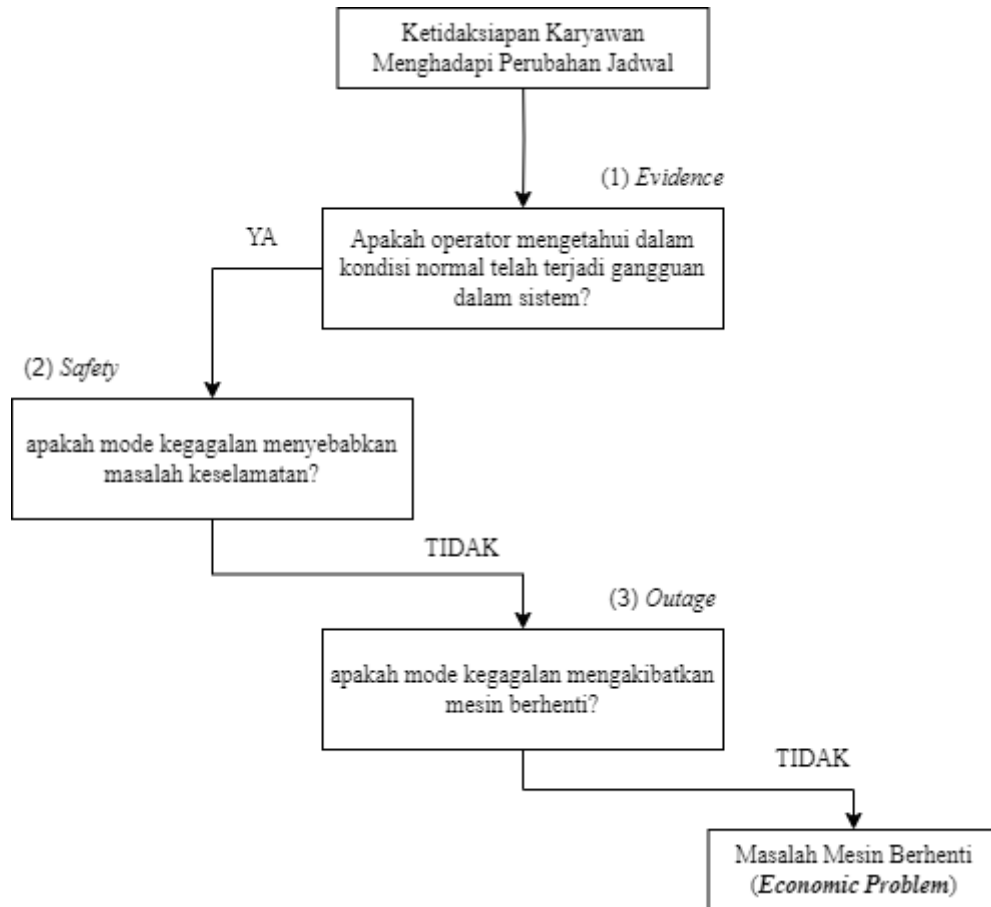 Ketidaksiapan Karyawan
Menghadapi Perubahan Jadwal
(1) Evidence
YA
Apakah operator mengetahui dalam
kondisi normal telah terjadi gangguan
dalam sistem?
(2) Safety
apakah mode kegagalan menyebabkan
masalah keselamatan?
TIDAK
(3) Outage
apakah mode kegagalan mengakibatkan
mesin berhenti?
TIDAK
Masalah Mesin Berhenti
(Economic Problem)